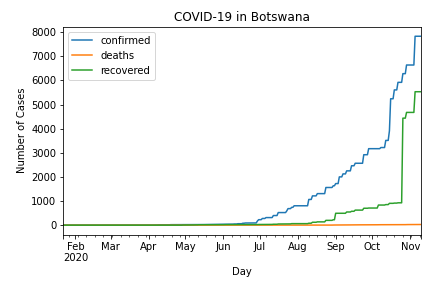 COVID-19 in Botswana
confirmed
deaths
recovered
Number of Cases
8000
7000
6000
5000
4000
3000
2000
1000
0
Feb Mar Apr May Jun Jul Aug Sep Oct Nov
2020
Day